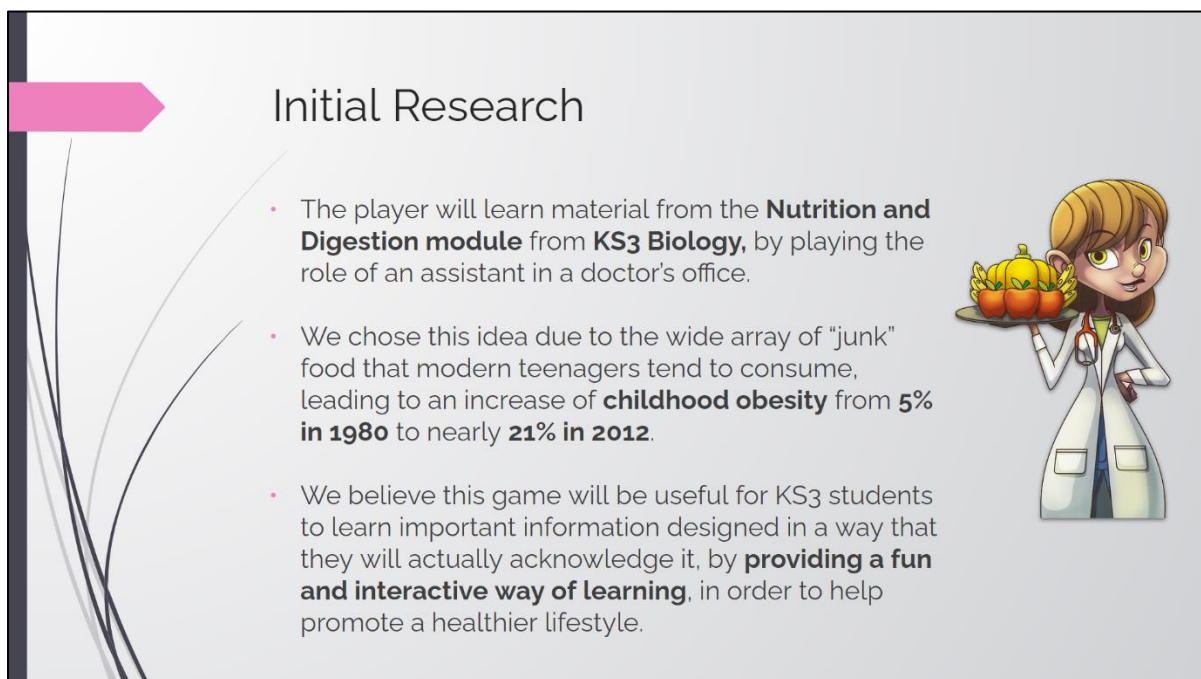 Initial Research
• The player will learn material from the Nutrition and
Digestion module from KS3 Biology, by playing the
role of an assistant in a doctor's office.
• We chose this idea due to the wide array of “junk”
food that modern teenagers tend to consume,
leading to an increase of childhood obesity from 5%
in 1980 to nearly 21% in 2012.
• We believe this game will be useful for KS3 students
to learn important information designed in a way that
they will actually acknowledge it, by providing a fun
and interactive way of learning, in order to help
promote a healthier lifestyle.